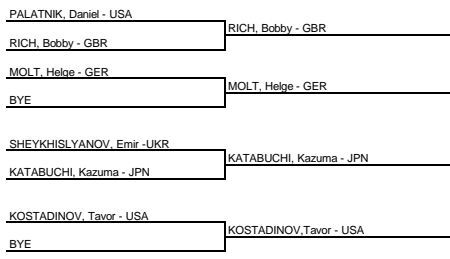 PALATNIK, Daniel - USA
RICH, Bobby - GBR
RICH, Bobby - GBR
MOLT, Helge - GER
MOLT, Helge - GER
BYE
SHEYKHISLYANOV, Emir -UKR
KATABUCHI, Kazuma - JPN
KATABUCHI, Kazuma - JPN
KOSTADINOV, Tavor - USA
KOSTADINOV,Tavor - USA
BYE